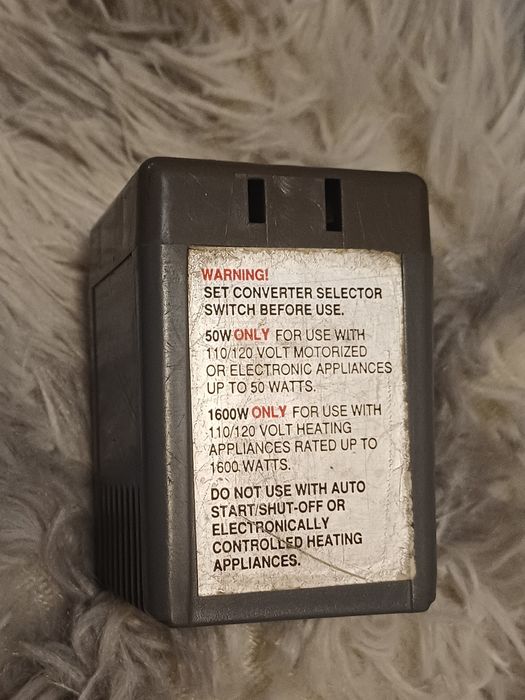 WARNING!
SET CONVERTER SELECTOR
SWITCH BEFORE USE.
50W ONLY FOR USE WITH
110/120 VOLT MOTORIZED
OR ELECTRONIC APPLIANCES
UP TO 50 WATTS.
1600W ONLY FOR USE WITH
110/120 VOLT HEATING
APPLIANCES RATED UP TO
1600 WATTS.
DO NOT USE WITH AUTO
START/SHUT-OFF OR
ELECTRONICALLY
CONTROLLED HEATING
APPLIANCES.